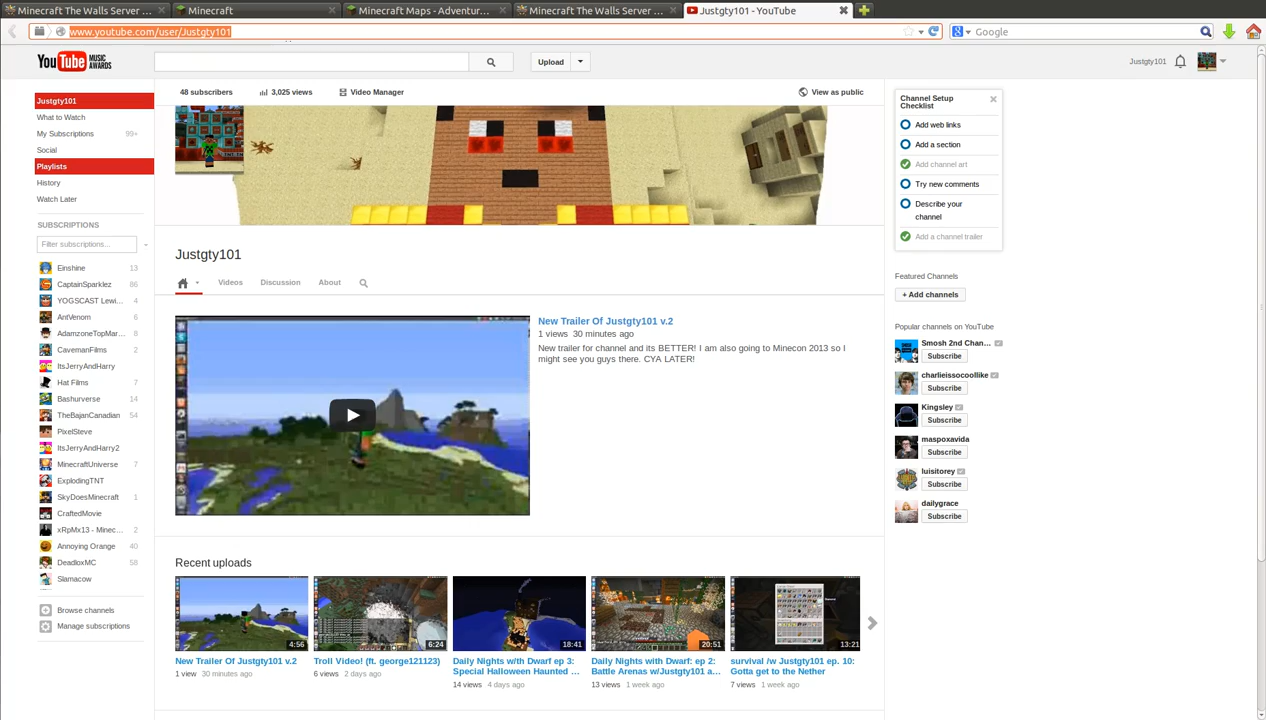 Minecraft The Walls Server ...
Minecraft
Minecraft Maps - Adventur...
Minecraft The Walls Server ...
Justgty101 - YouTube
www.youtube.com/user/Justgty101
Google
YouTube MUSIC AWARDS
Upload
Justgty101
Justgty101
What to Watch
My Subscriptions 99+
Social
Playlists
History
Watch Later
SUBSCRIPTIONS
Filter subscriptions...
Einshine 13
CaptainSparklez 86
YOGSCAST Lewi... 4
AntVenom 6
AdamzoneTopMar... 8
CavemanFilms 2
ItsJerryAndHarry
Hat Films 7
Bashurverse 14
TheBajanCanadian 54
PixelSteve
ItsJerryAndHarry2
MinecraftUniverse 7
ExplodingTNT
SkyDoesMinecraft 1
CraftedMovie
xRpMx13 - Minec... 2
Annoying Orange 40
DeadloxMC 58
Slamacow
Browse channels
Manage subscriptions
48 subscribers
3,025 views
Video Manager
View as public
Justgty101
Videos
Discussion
About
New Trailer Of Justgty101 v.2
1 views 30 minutes ago
New trailer for channel and its BETTER! I am also going to Minecon 2013 so I
might see you guys there. CYA LATER!
Recent uploads
4:56
New Trailer Of Justgty101 v.2
1 view 30 minutes ago
6:24
Troll Video! (ft. george121123)
6 views 2 days ago
18:41
Daily Nights w/th Dwarf ep 3:
Special Halloween Haunted ...
14 views 4 days ago
20:51
Daily Nights with Dwarf: ep 2:
Battle Arenas w/Justgty101 a...
13 views 1 week ago
13:21
survival /w Justgty101 ep. 10:
Gotta get to the Nether
7 views 1 week ago
Channel Setup
Checklist
Add web links
Add a section
Add channel art
Try new comments
Describe your
channel
Add a channel trailer
Featured Channels
+ Add channels
Popular channels on YouTube
Smosh 2nd Chan...
Subscribe
charlieissocoollike
Subscribe
Kingsley
Subscribe
maspoxavida
Subscribe
luisitorey
Subscribe
dailygrace
Subscribe